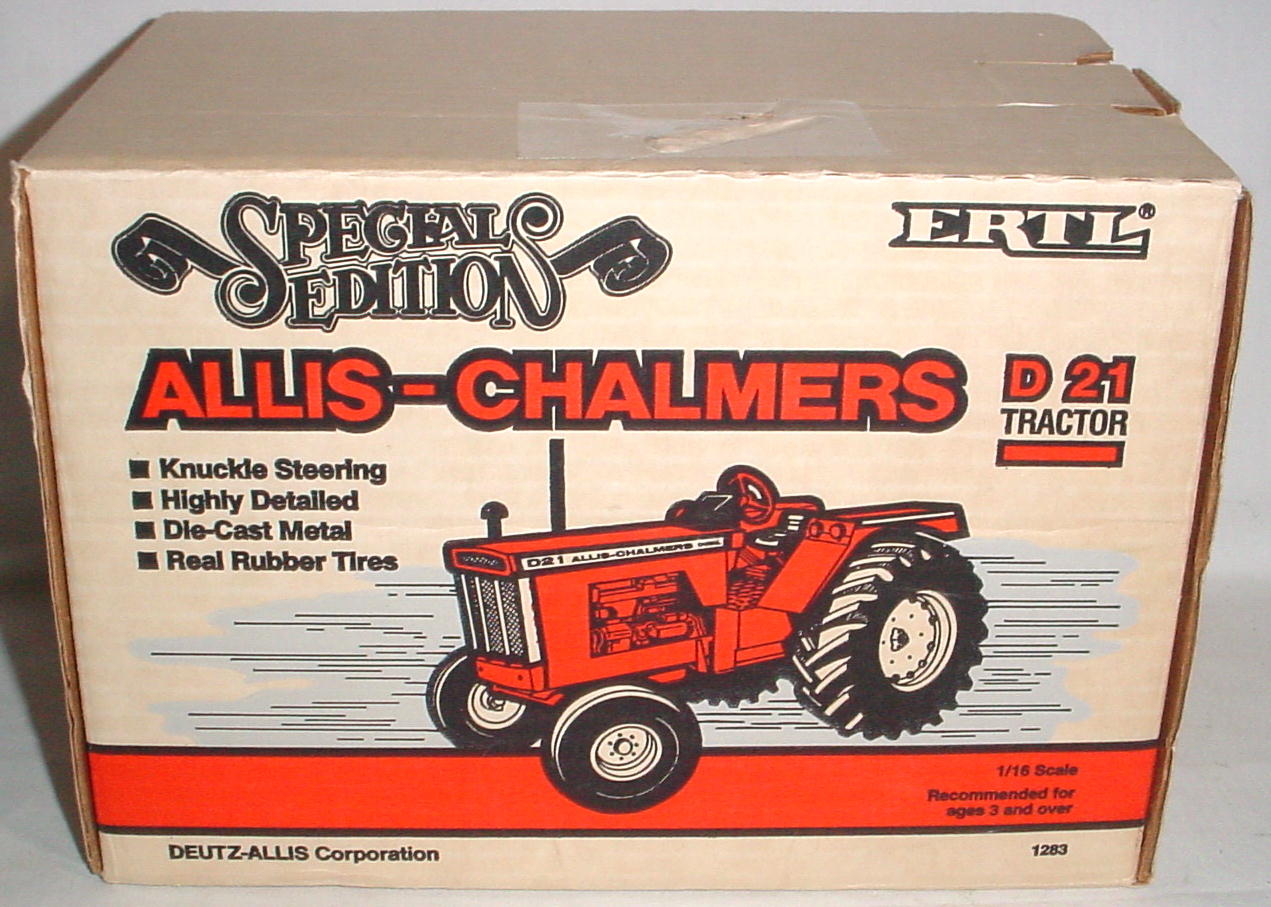 SPECIAL
EDITION
ERTL®
ALLIS-CHALMERS
D 21
TRACTOR
■ Knuckle Steering
■ Highly Detailed
■ Die-Cast Metal
■ Real Rubber Tires
D21 ALLIS-CHALMERS
1/16 Scale
Recommended for
ages 3 and over
DEUTZ-ALLIS Corporation
1283